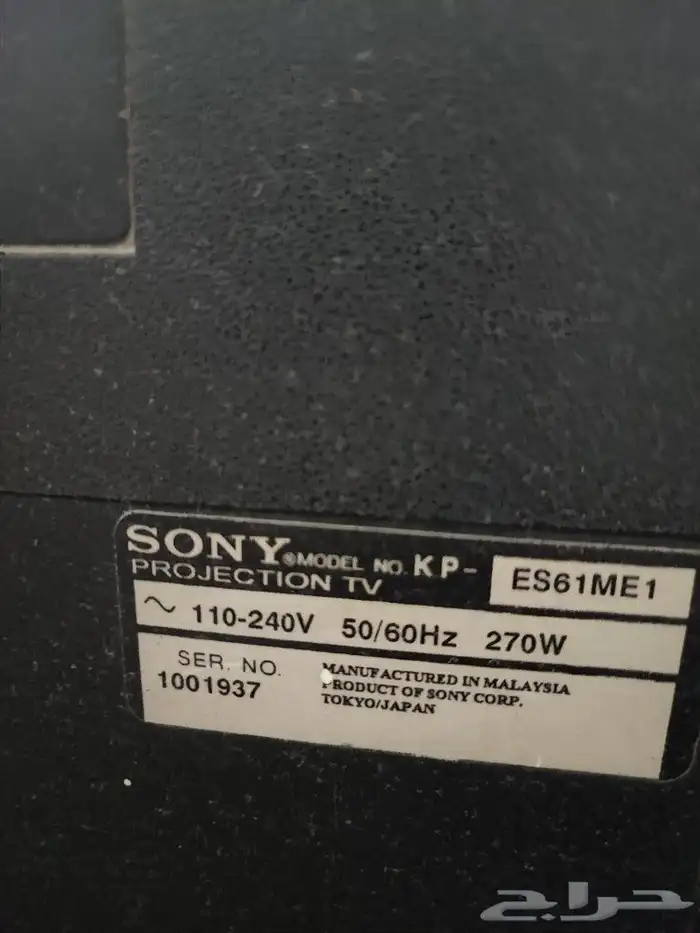 SONY ® MODEL NO. KP- ES61ME1
PROJECTION TV
~ 110-240V 50/60Hz 270W
SER. NO.
1001937
MANUFACTURED IN MALAYSIA
PRODUCT OF SONY CORP.
TOKYO/JAPAN
حراج